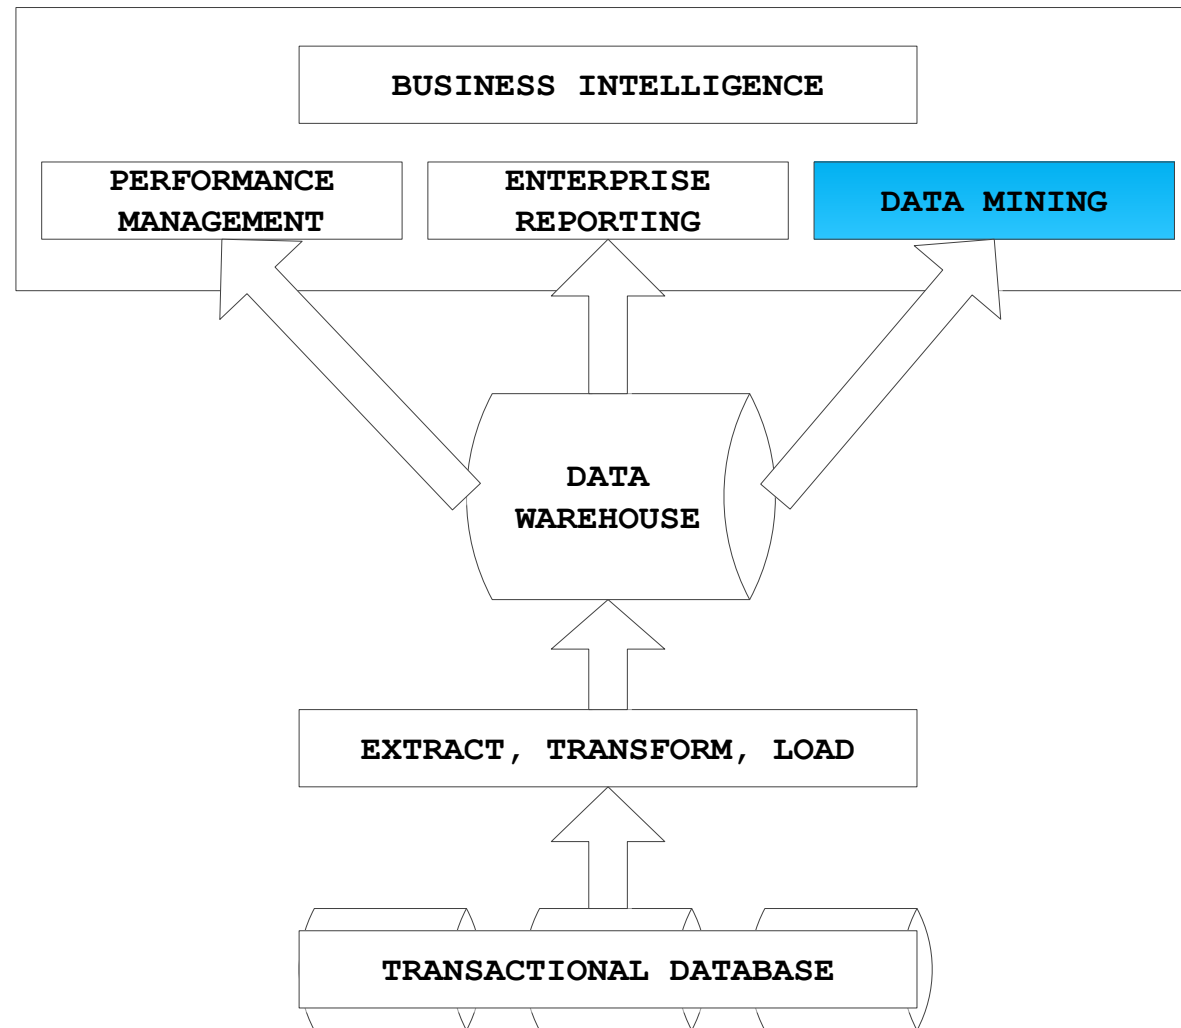 BUSINESS INTELLIGENCE
PERFORMANCE
MANAGEMENT
ENTERPRISE
REPORTING
DATA MINING
DATA
WAREHOUSE
EXTRACT, TRANSFORM, LOAD
TRANSACTIONAL DATABASE